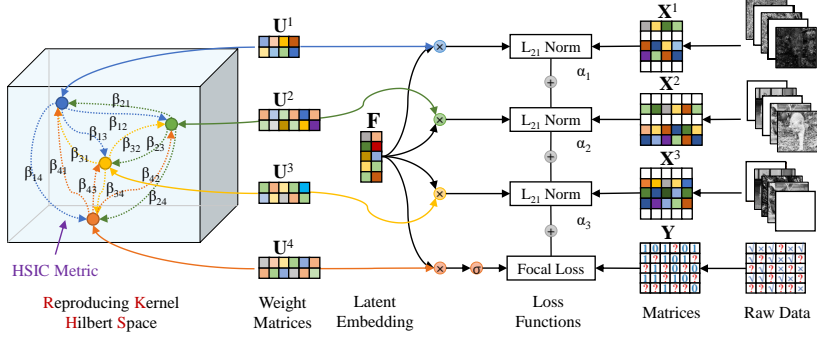 U¹
X¹
L₂₁ Norm
α₁
β₂₁
β₁₂
β₁₃
U²
X²
L₂₁ Norm
α₂
F
β₃₂
β₂₃
β₃₁
β₁₄
β₄₁
β₄₃
β₃₄
β₄₂
β₂₄
U³
X³
L₂₁ Norm
α₃
U⁴
Y
σ
Focal Loss
HSIC Metric
Reproducing Kernel
Hilbert Space
Weight
Matrices
Latent
Embedding
Loss
Functions
Matrices
Raw Data